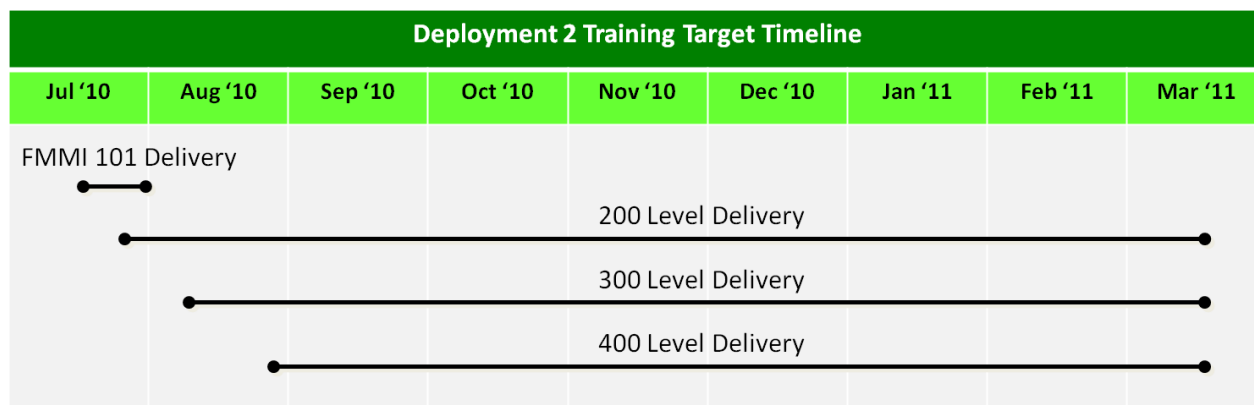 Deployment 2 Training Target Timeline
Jul ‘10 Aug ‘10 Sep ‘10 Oct ‘10 Nov ‘10 Dec ‘10 Jan ‘11 Feb ‘11 Mar ‘11
FMMI 101 Delivery
200 Level Delivery
300 Level Delivery
400 Level Delivery